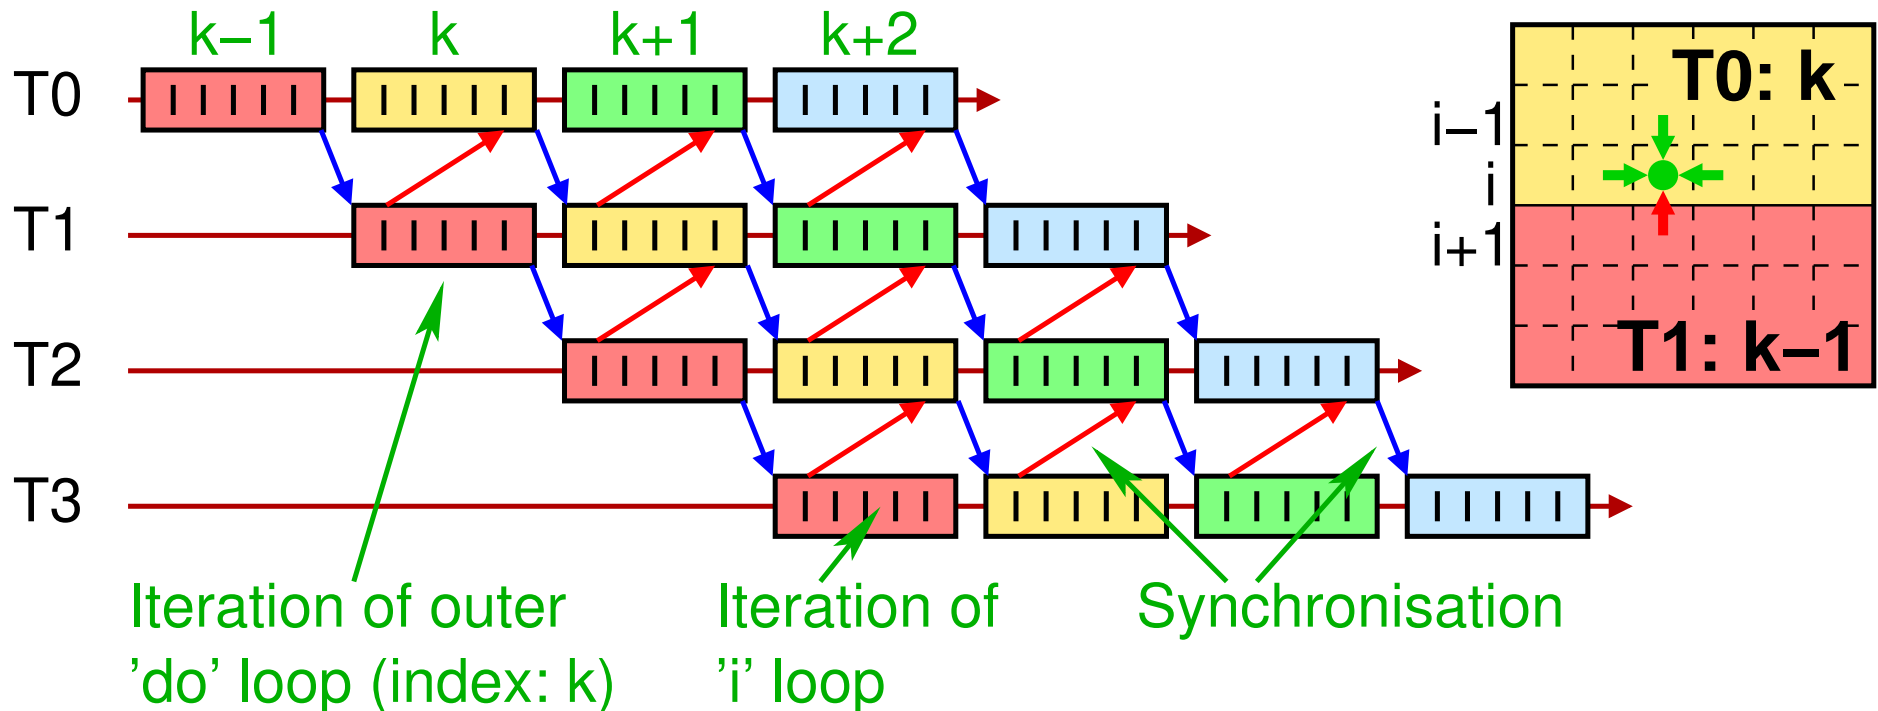 k–1 k k+1 k+2
T0
T1
T2
T3
T0: k
i–1
i
i+1
T1: k–1
Iteration of outer
'do' loop (index: k)
Iteration of
'i' loop
Synchronisation